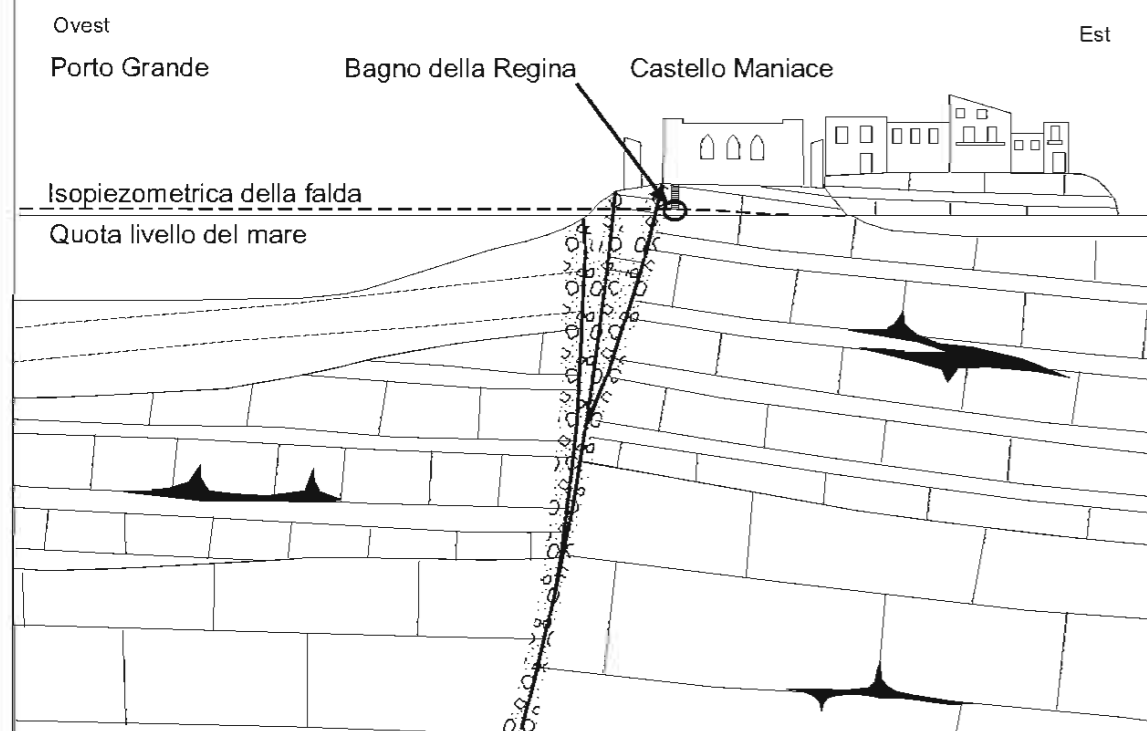 Ovest
Est
Porto Grande
Bagno della Regina
Castello Maniace
Isopiezometrica della falda
Quota livello del mare